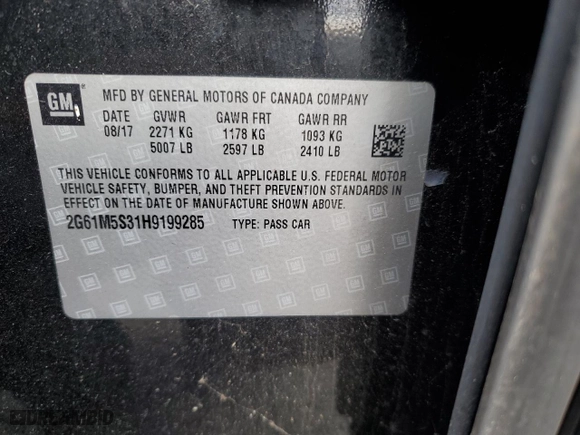 GM
MFD BY GENERAL MOTORS OF CANADA COMPANY
DATE GVWR GAWR FRT GAWR RR
08/17 2271 KG 1178 KG 1093 KG
5007 LB 2597 LB 2410 LB
THIS VEHICLE CONFORMS TO ALL APPLICABLE U.S. FEDERAL MOTOR
VEHICLE SAFETY, BUMPER, AND THEFT PREVENTION STANDARDS
IN EFFECT ON THE DATE OF MANUFACTURE SHOWN ABOVE.
2G61M5S31H9199285 TYPE: PASS CAR